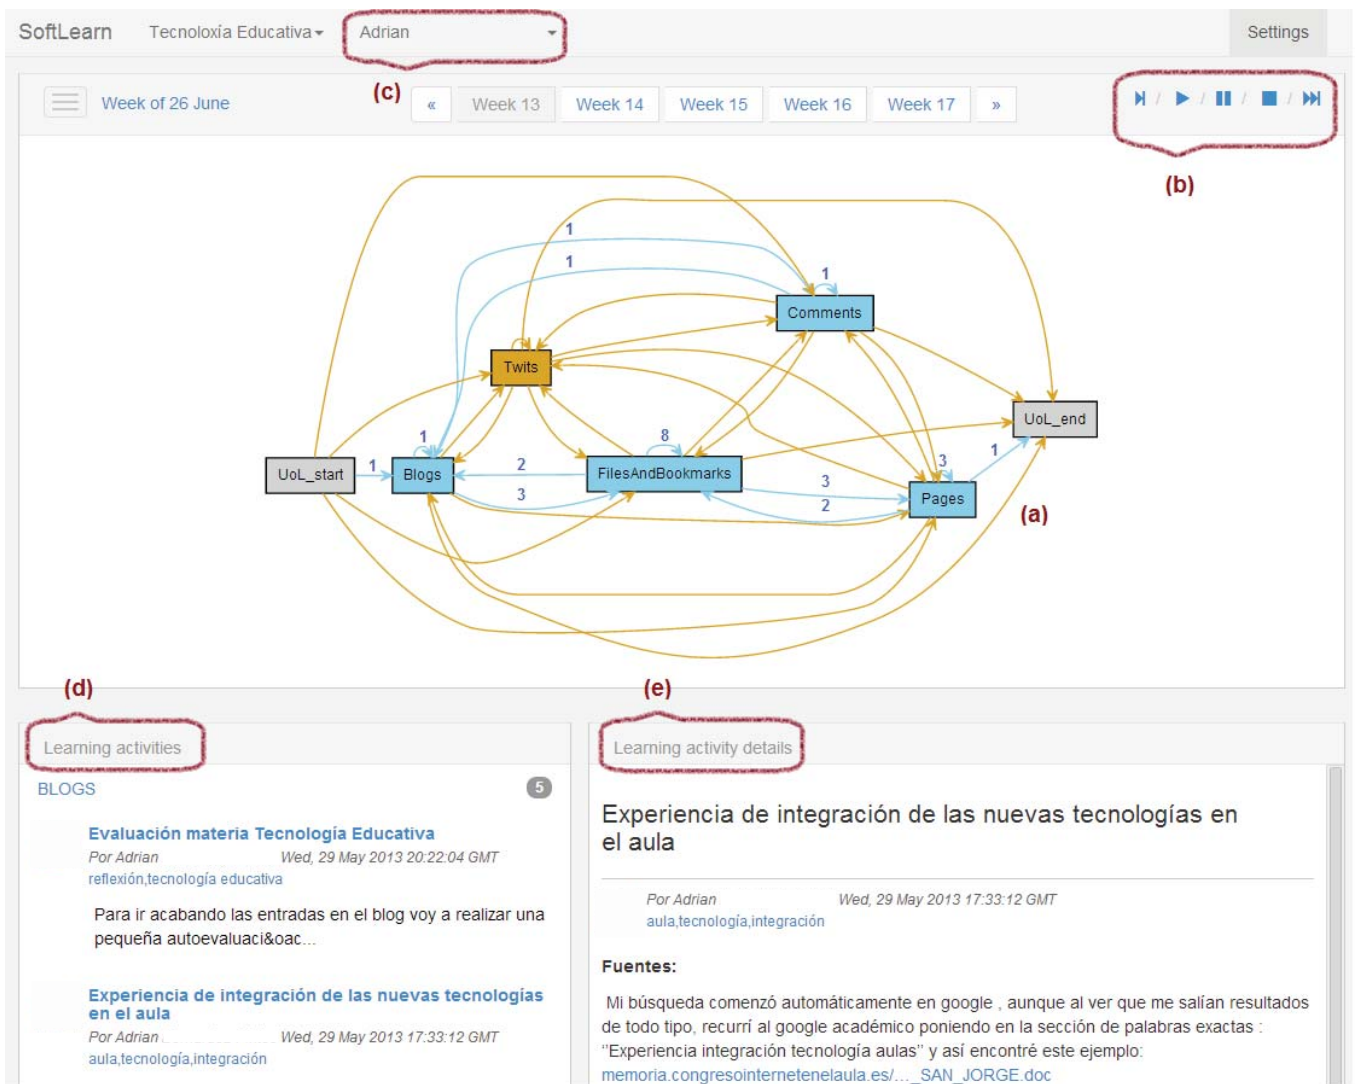 SoftLearn Tecnoloxía Educativa Adrian Settings
Week of 26 June (c) « Week 13 Week 14 Week 15 Week 16 Week 17 »
(b)
1
1
1
Comments
Twits
UoL_end
1 8
UoL_start 1 Blogs 2 FilesAndBookmarks 3 1
3 3 Pages
2
(a)
(d) (e)
Learning activities
BLOGS 5
Evaluación materia Tecnología Educativa
Por Adrian Wed, 29 May 2013 20:22:04 GMT
reflexión,tecnología educativa
Para ir acabando las entradas en el blog voy a realizar una
pequeña autoevaluaci&oac...
Experiencia de integración de las nuevas tecnologías
en el aula
Por Adrian Wed, 29 May 2013 17:33:12 GMT
aula,tecnología,integración
Learning activity details
Experiencia de integración de las nuevas tecnologías en
el aula
Por Adrian Wed, 29 May 2013 17:33:12 GMT
aula,tecnología,integración
Fuentes:
Mi búsqueda comenzó automáticamente en google , aunque al ver que me salían resultados
de todo tipo, recurrí al google académico poniendo en la sección de palabras exactas :
"Experiencia integración tecnología aulas" y así encontré este ejemplo:
memoria.congresointernetenelaula.es/..._SAN_JORGE.doc